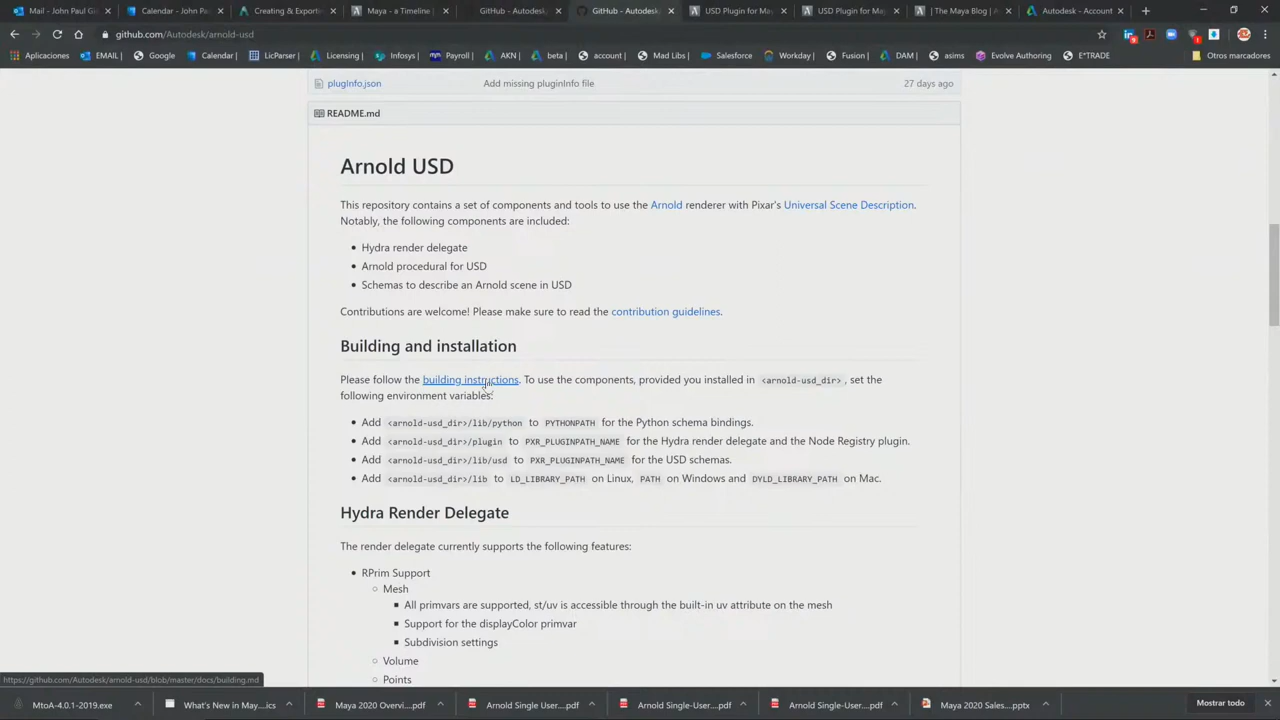 Mail - John Paul Gi
Calendar - John Pa
Creating & Exporti
Maya - a Timeline |
GitHub - Autodesk/
GitHub - Autodesk/
USD Plugin for Ma
USD Plugin for May
| The Maya Blog | A
Autodesk - Account
github.com/Autodesk/arnold-usd
Aplicaciones
EMAIL |
Google
Calendar |
LicParser |
Licensing |
Infosys |
Payroll |
AKN |
beta |
account |
Mad Libs |
Salesforce
Workday |
Fusion |
DAM |
asims
Evolve Authoring
E*TRADE
Otros marcadores
plugInfo.json
Add missing pluginInfo file
27 days ago
README.md
Arnold USD
This repository contains a set of components and tools to use the Arnold renderer with Pixar's Universal Scene Description.
Notably, the following components are included:
• Hydra render delegate
• Arnold procedural for USD
• Schemas to describe an Arnold scene in USD
Contributions are welcome! Please make sure to read the contribution guidelines.
Building and installation
Please follow the building instructions. To use the components, provided you installed in <arnold-usd_dir>, set the
following environment variables:
• Add <arnold-usd_dir>/lib/python to PYTHONPATH for the Python schema bindings.
• Add <arnold-usd_dir>/plugin to PXR_PLUGINPATH_NAME for the Hydra render delegate and the Node Registry plugin.
• Add <arnold-usd_dir>/lib/usd to PXR_PLUGINPATH_NAME for the USD schemas.
• Add <arnold-usd_dir>/lib to LD_LIBRARY_PATH on Linux, PATH on Windows and DYLD_LIBRARY_PATH on Mac.
Hydra Render Delegate
The render delegate currently supports the following features:
• RPrim Support
○ Mesh
■ All primvars are supported, st/uv is accessible through the built-in uv attribute on the mesh
■ Support for the displayColor primvar
■ Subdivision settings
○ Volume
○ Points
https://github.com/Autodesk/arnold-usd/blob/master/docs/building.md
MtoA-4.0.1-2019.exe
What's New in May....ics
Maya 2020 Overvi....pdf
Arnold Single User....pdf
Arnold Single-User....pdf
Arnold Single-User....pdf
Maya 2020 Sales....pptx
Mostrar todo